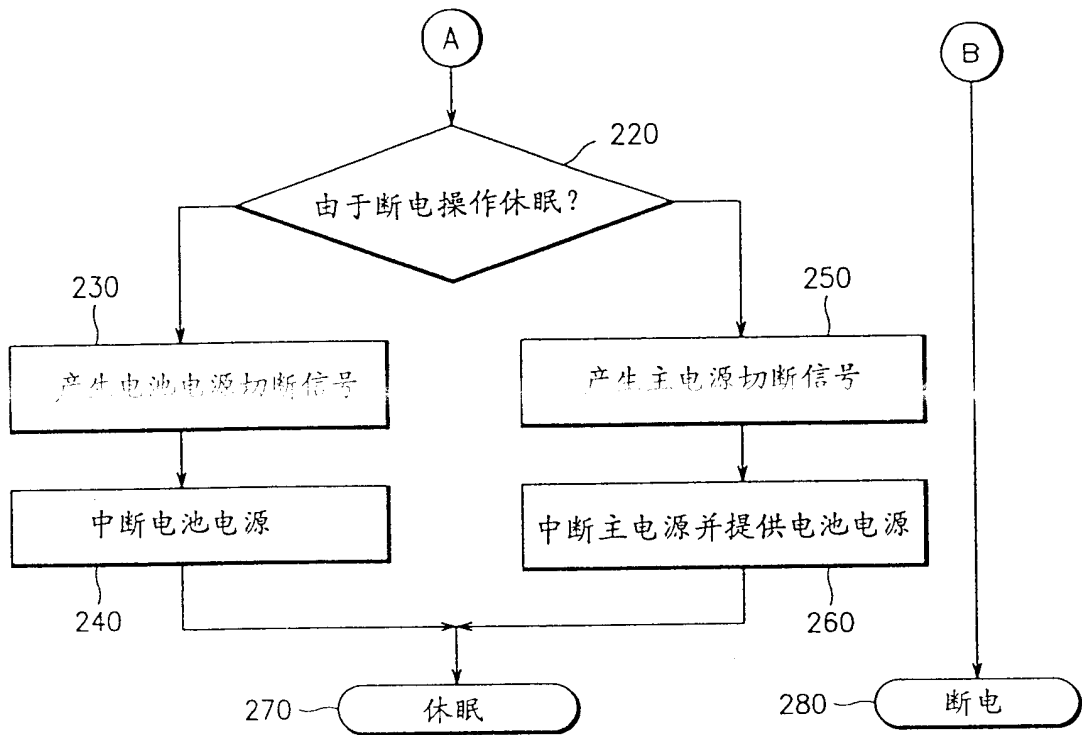 A
B
220
由于断电操作休眠?
230
250
产生电池电源切断信号
产生主电源切断信号
中断电池电源
中断主电源并提供电池电源
240
260
270
休眠
280
断电